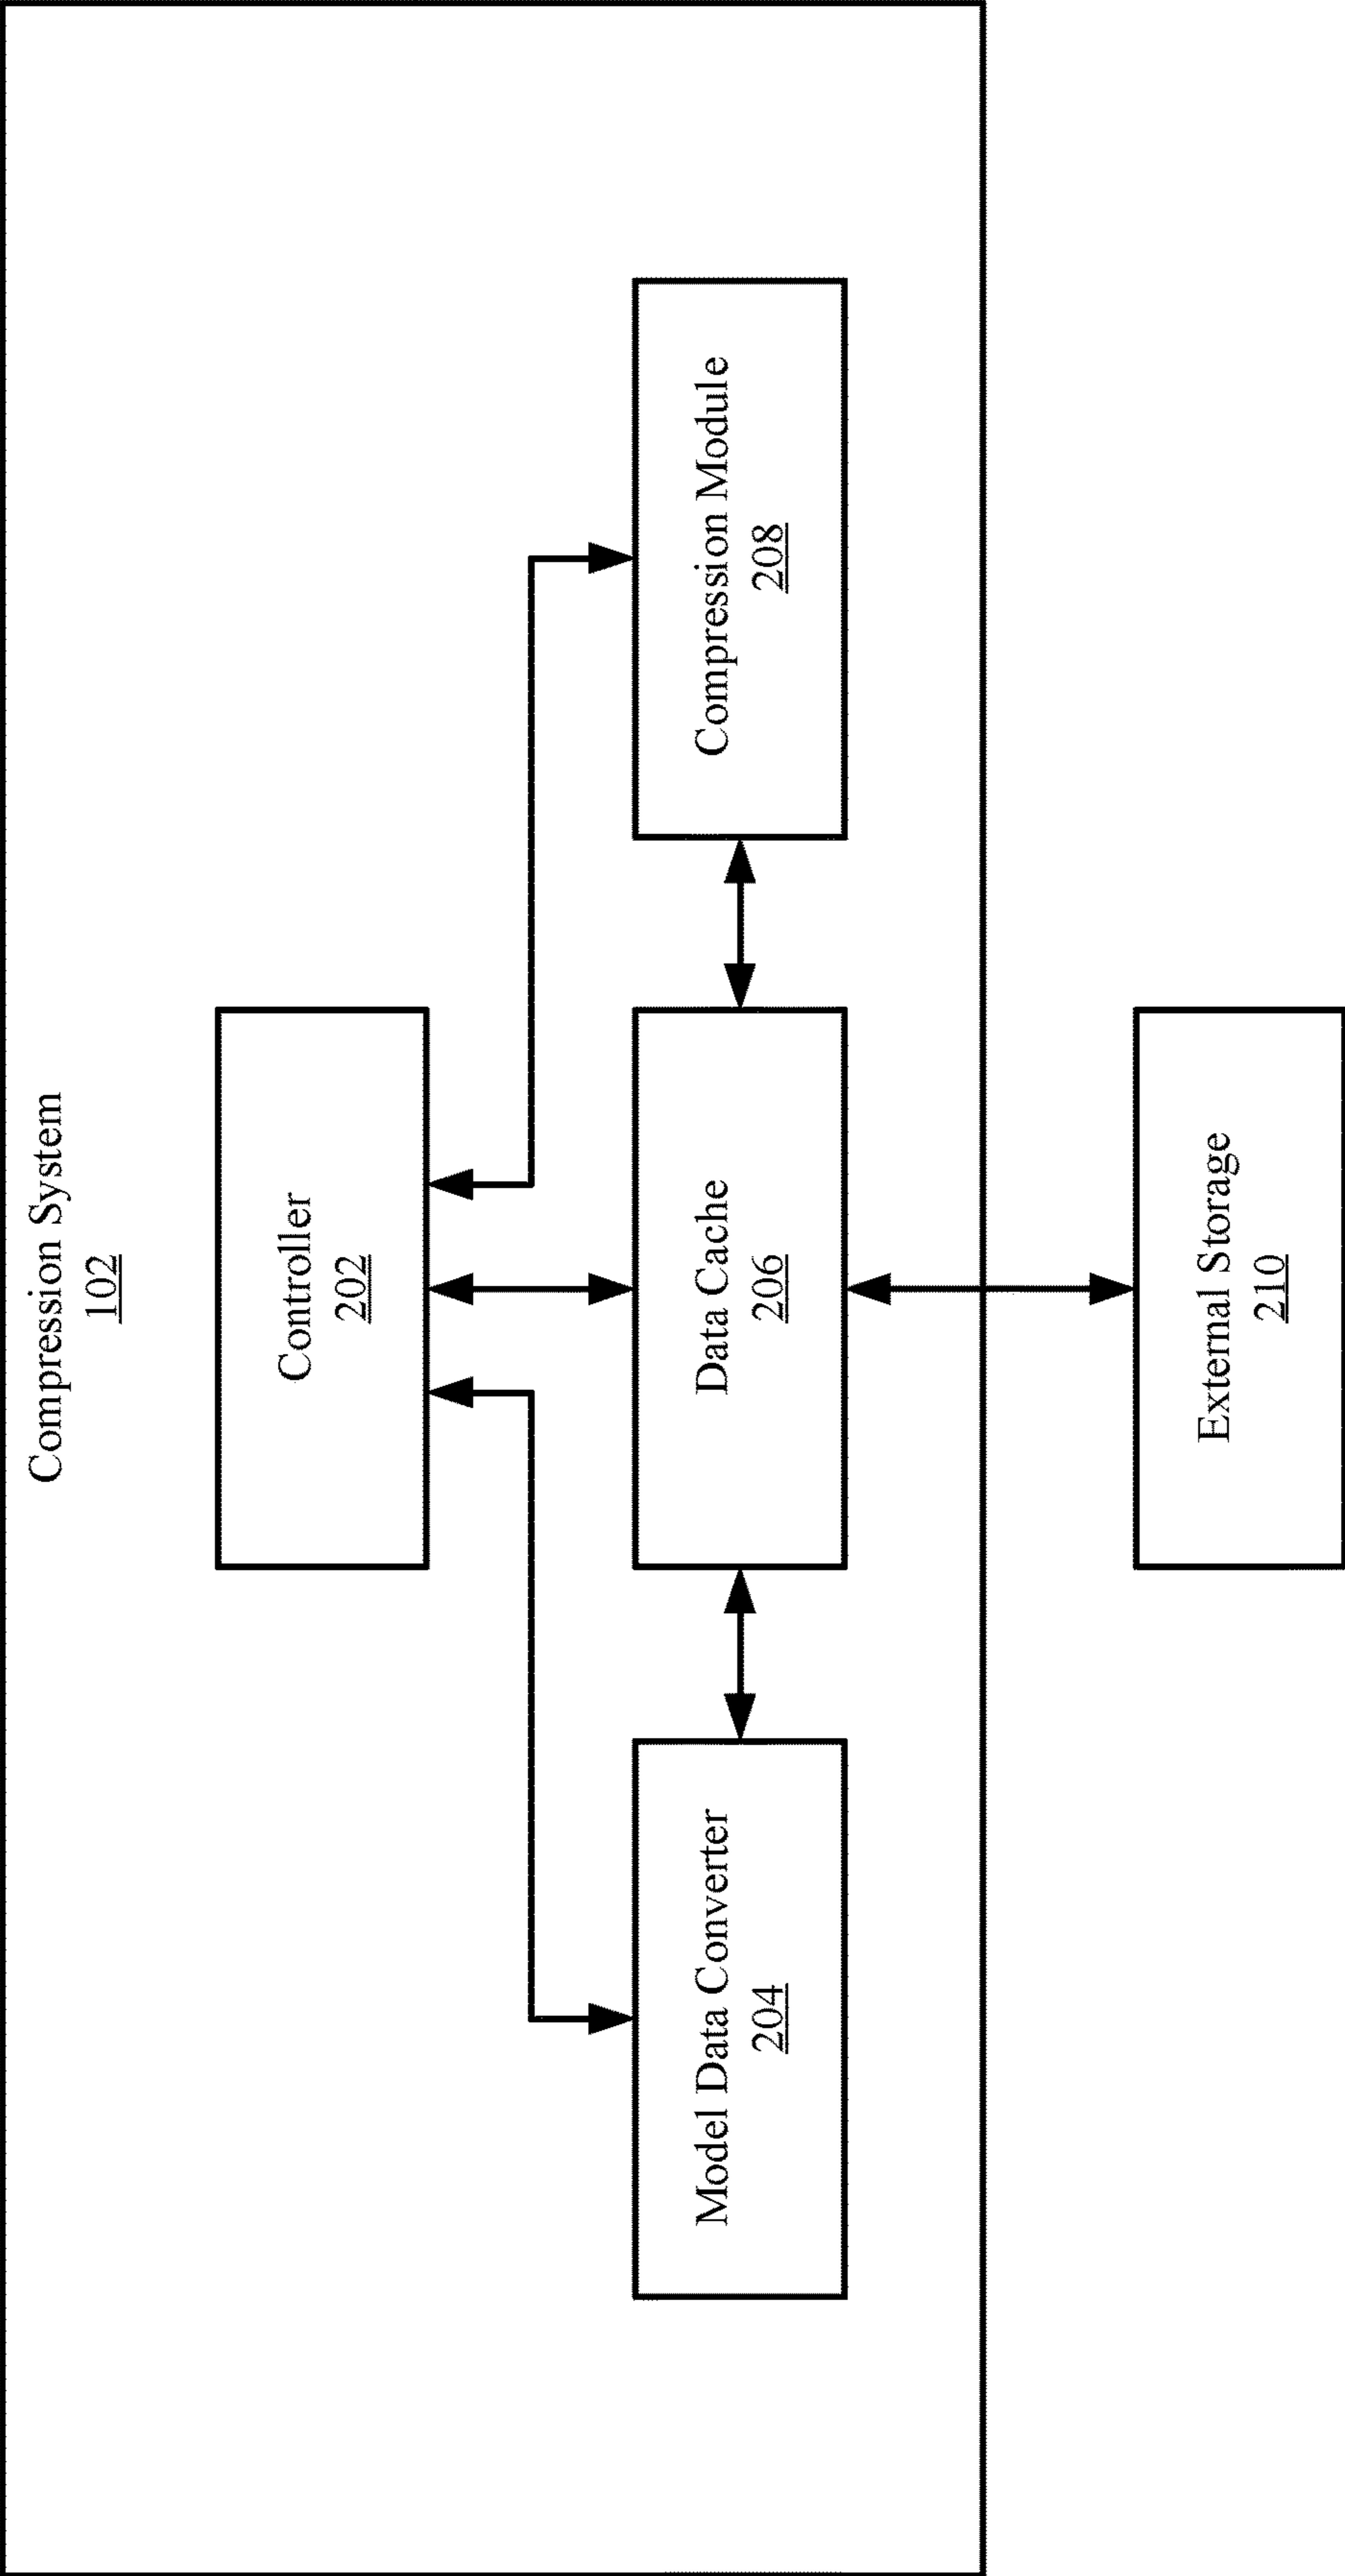 Compression System
102
Controller
202
Model Data Converter
204
Data Cache
206
Compression Module
208
External Storage
210